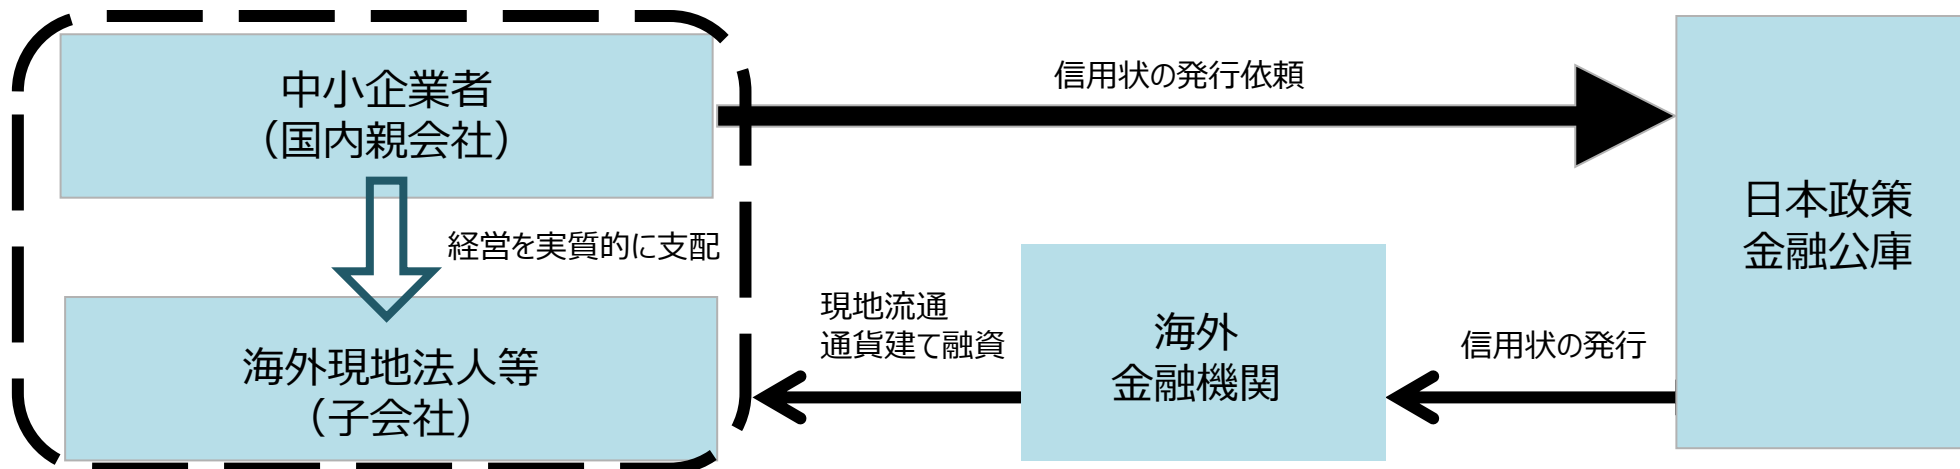 中小企業者
（国内親会社）
信用状の発行依頼
日本政策
金融公庫
経営を実質的に支配
現地流通
通貨建て融資
海外
金融機関
信用状の発行
海外現地法人等
（子会社）